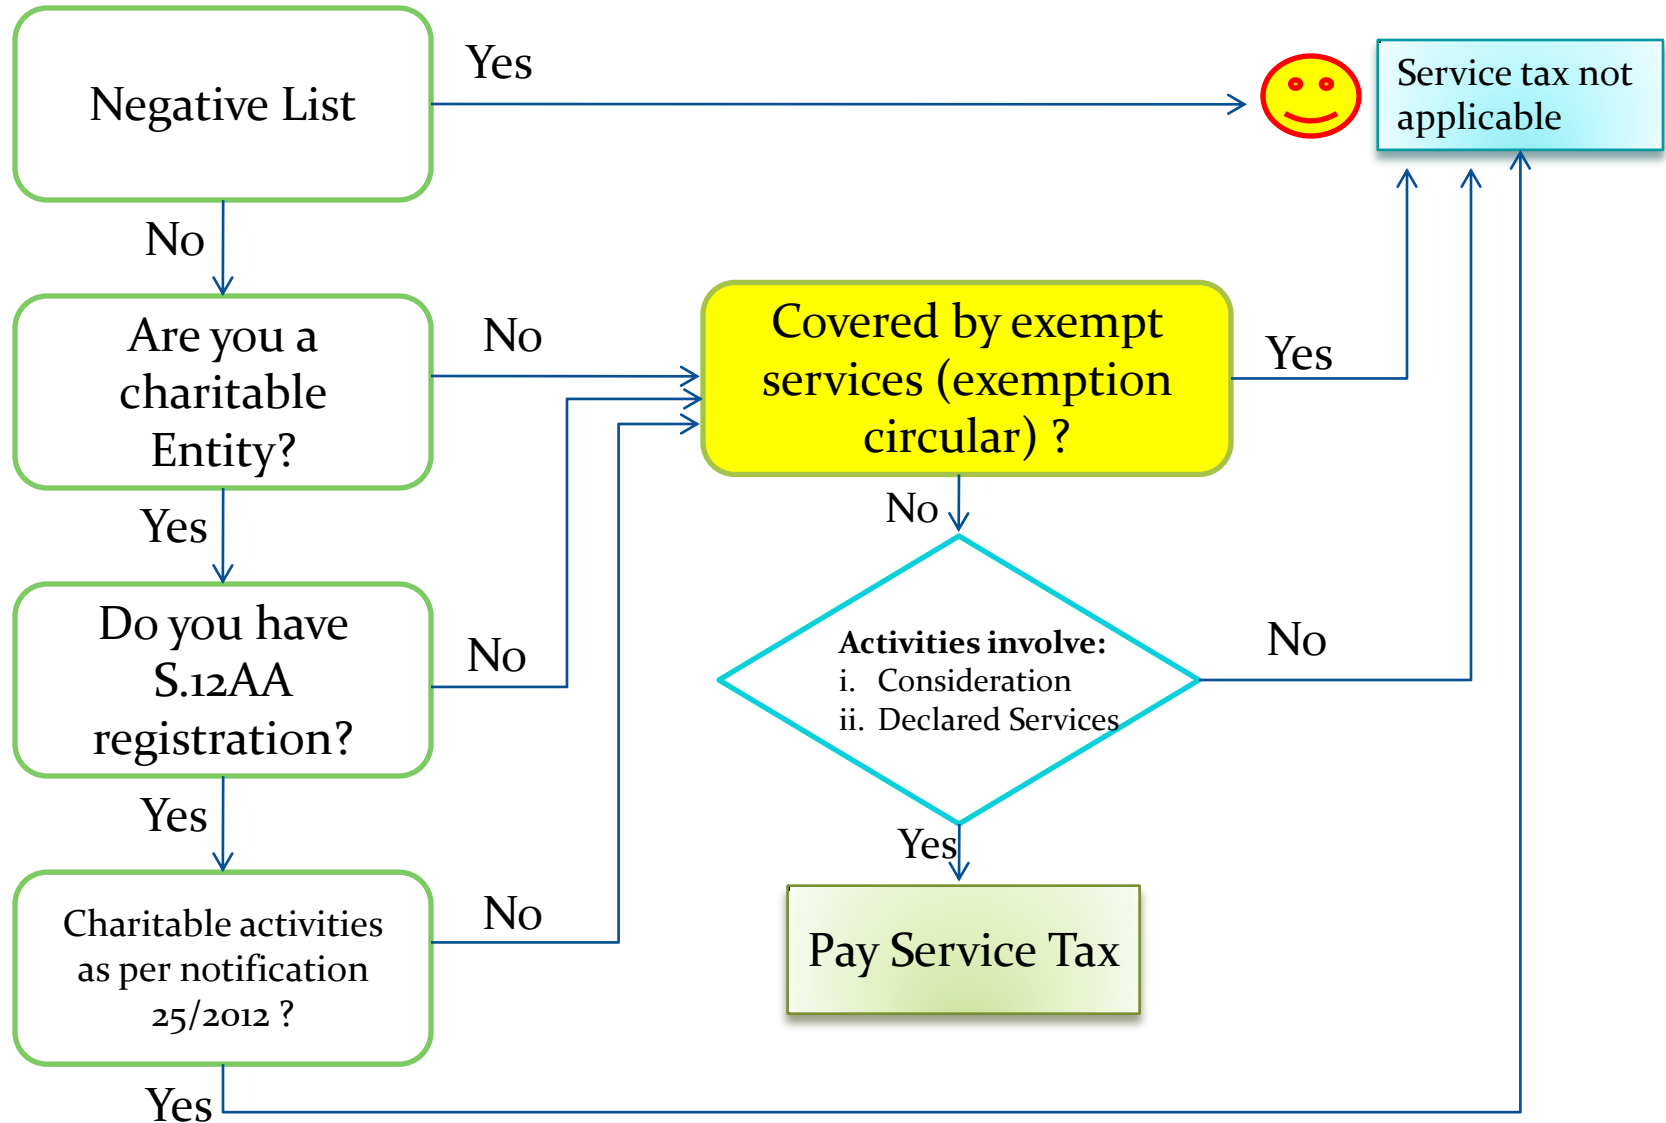 Negative List
Yes
Service tax not
applicable
No
Are you a
charitable
Entity?
No
Covered by exempt
services (exemption
circular) ?
Yes
Yes
No
Do you have
S.12AA
registration?
No
Activities involve:
i. Consideration
ii. Declared Services
No
Yes
Yes
Charitable activities
as per notification
25/2012 ?
No
Pay Service Tax
Yes